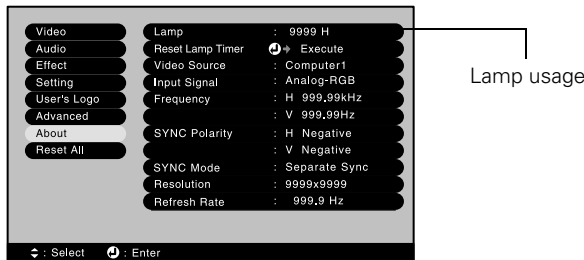 Video
Audio
Effect
Setting
User's Logo
Advanced
About
Reset All
Lamp : 9999 H
Reset Lamp Timer Execute
Video Source : Computer1
Input Signal : Analog-RGB
Frequency : H 999.99kHz
: V 999.99Hz
SYNC Polarity : H Negative
: V Negative
SYNC Mode : Separate Sync
Resolution : 9999x9999
Refresh Rate : 999.9 Hz
: Select : Enter
Lamp usage